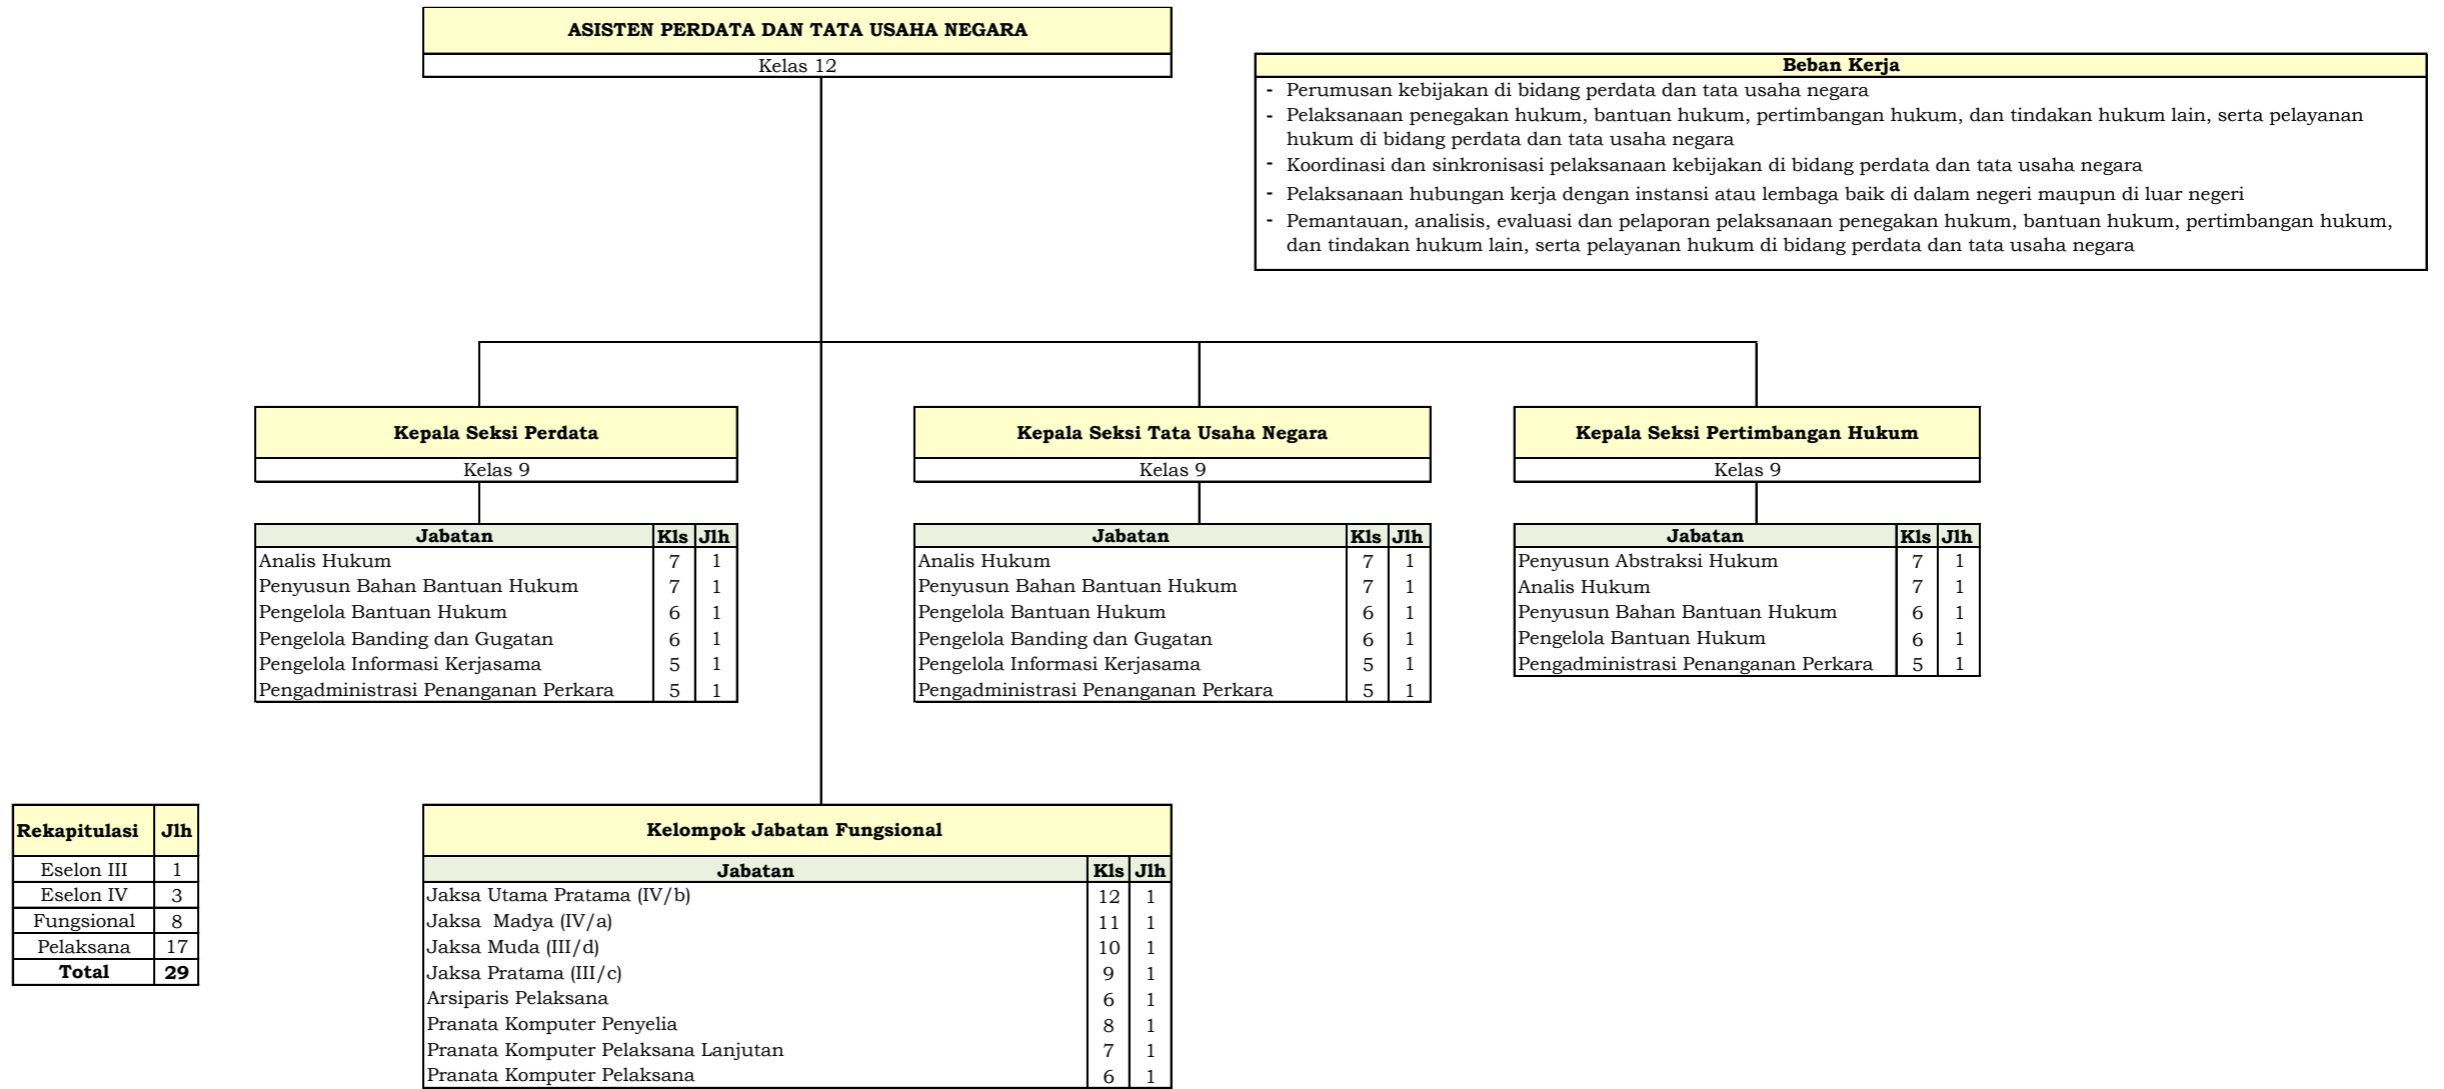 ASISTEN PERDATA DAN TATA USAHA NEGARA
Kelas 12
Beban Kerja
- Perumusan kebijakan di bidang perdata dan tata usaha negara
- Pelaksanaan penegakan hukum, bantuan hukum, pertimbangan hukum, dan tindakan hukum lain, serta pelayanan
hukum di bidang perdata dan tata usaha negara
- Koordinasi dan sinkronisasi pelaksanaan kebijakan di bidang perdata dan tata usaha negara
- Pelaksanaan hubungan kerja dengan instansi atau lembaga baik di dalam negeri maupun di luar negeri
- Pemantauan, analisis, evaluasi dan pelaporan pelaksanaan penegakan hukum, bantuan hukum, pertimbangan hukum,
dan tindakan hukum lain, serta pelayanan hukum di bidang perdata dan tata usaha negara
Kepala Seksi Perdata
Kelas 9
Jabatan Kls Jlh
Analis Hukum 7 1
Penyusun Bahan Bantuan Hukum 7 1
Pengelola Bantuan Hukum 6 1
Pengelola Banding dan Gugatan 6 1
Pengelola Informasi Kerjasama 5 1
Pengadministrasi Penanganan Perkara 5 1
Kepala Seksi Tata Usaha Negara
Kelas 9
Jabatan Kls Jlh
Analis Hukum 7 1
Penyusun Bahan Bantuan Hukum 7 1
Pengelola Bantuan Hukum 6 1
Pengelola Banding dan Gugatan 6 1
Pengelola Informasi Kerjasama 5 1
Pengadministrasi Penanganan Perkara 5 1
Kepala Seksi Pertimbangan Hukum
Kelas 9
Jabatan Kls Jlh
Penyusun Abstraksi Hukum 7 1
Analis Hukum 7 1
Penyusun Bahan Bantuan Hukum 6 1
Pengelola Bantuan Hukum 6 1
Pengadministrasi Penanganan Perkara 5 1
Rekapitulasi Jlh
Eselon III 1
Eselon IV 3
Fungsional 8
Pelaksana 17
Total 29
Kelompok Jabatan Fungsional
Jabatan Kls Jlh
Jaksa Utama Pratama (IV/b) 12 1
Jaksa  Madya (IV/a) 11 1
Jaksa Muda (III/d) 10 1
Jaksa Pratama (III/c) 9 1
Arsiparis Pelaksana 6 1
Pranata Komputer Penyelia 8 1
Pranata Komputer Pelaksana Lanjutan 7 1
Pranata Komputer Pelaksana 6 1